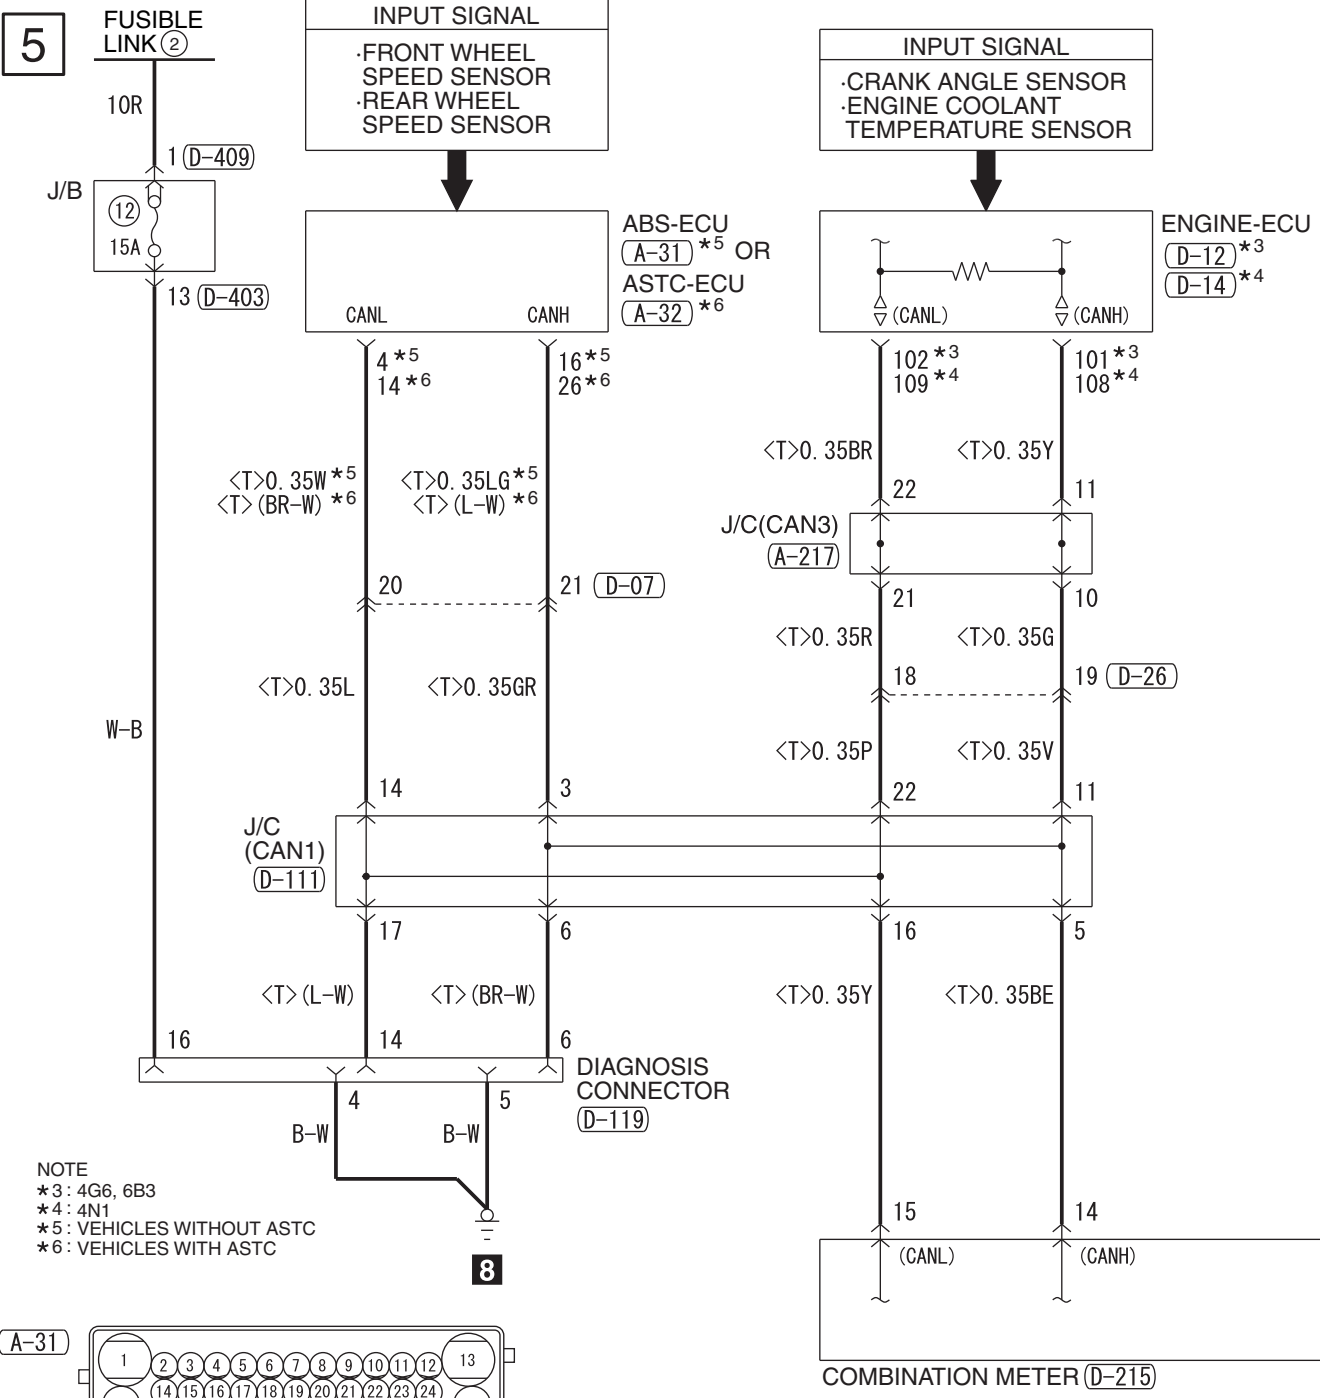 5
FUSIBLE
LINK ②
10R
1 D-409
J/B
12
15A
13 D-403
W-B
16
INPUT SIGNAL
·FRONT WHEEL
SPEED SENSOR
·REAR WHEEL
SPEED SENSOR
ABS-ECU
A-31 *5 OR
ASTC-ECU
A-32 *6
CANL CANH
4 *5 16 *5
14 *6 26 *6
<T>0.35W *5 <T>0.35LG *5
<T>(BR-W) *6 <T>(L-W) *6
20 21 D-07
<T>0.35L <T>0.35GR
14 3
INPUT SIGNAL
·CRANK ANGLE SENSOR
·ENGINE COOLANT
TEMPERATURE SENSOR
ENGINE-ECU
D-12 *3
D-14 *4
(CANL) (CANH)
102 *3 101 *3
109 *4 108 *4
<T>0.35BR <T>0.35Y
22 11
J/C(CAN3)
A-217
21 10
<T>0.35R <T>0.35G
18 19 D-26
<T>0.35P <T>0.35V
22 11
J/C
(CAN1)
D-111
17 6 16 5
<T>(L-W) <T>(BR-W) <T>0.35Y <T>0.35BE
14 6
DIAGNOSIS
CONNECTOR
D-119
4 5
B-W B-W
8
15 14
(CANL) (CANH)
COMBINATION METER D-215
NOTE
*3: 4G6, 6B3
*4: 4N1
*5: VEHICLES WITHOUT ASTC
*6: VEHICLES WITH ASTC
A-31
1 2 3 4 5 6 7 8 9 10 11 12 13
14 15 16 17 18 19 20 21 22 23 24